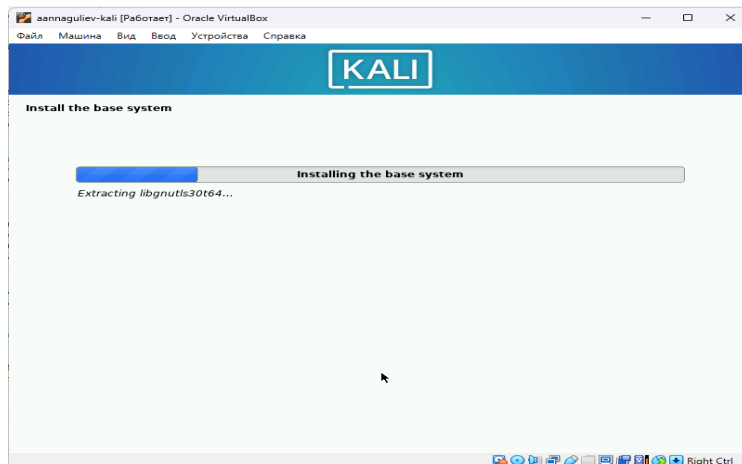 aannaguliev-kali [Работает] - Oracle VirtualBox
Файл Машина Вид Ввод Устройства Справка
KALI
Install the base system
Installing the base system
Extracting libgnutls30t64...
Right Ctrl